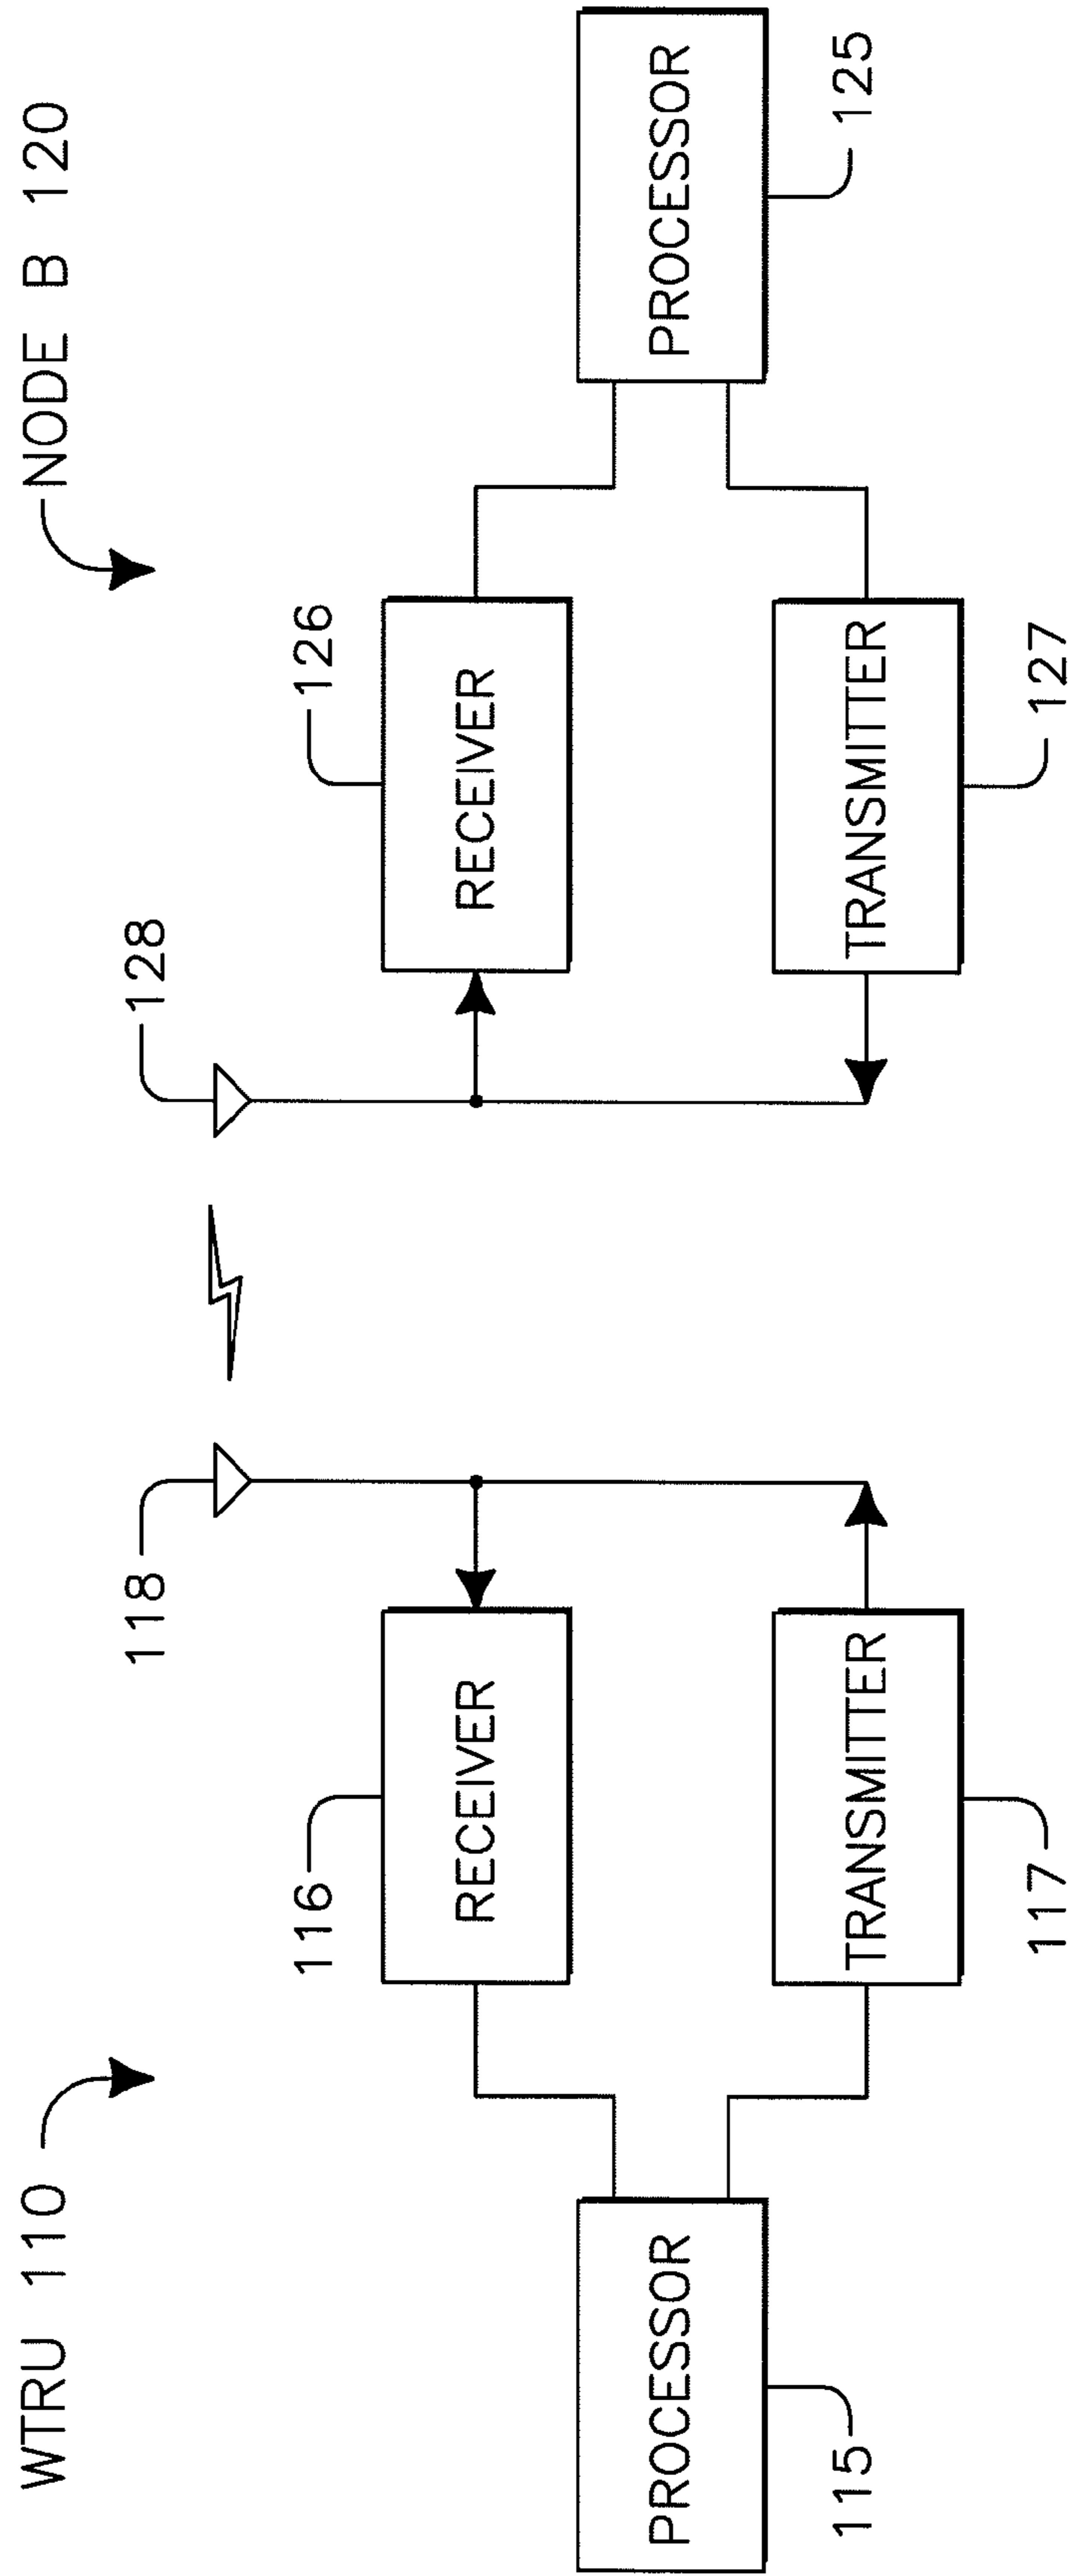 WTRU 110
NODE B 120
118
128
116
126
RECEIVER
RECEIVER
PROCESSOR
PROCESSOR
115
125
TRANSMITTER
TRANSMITTER
117
127